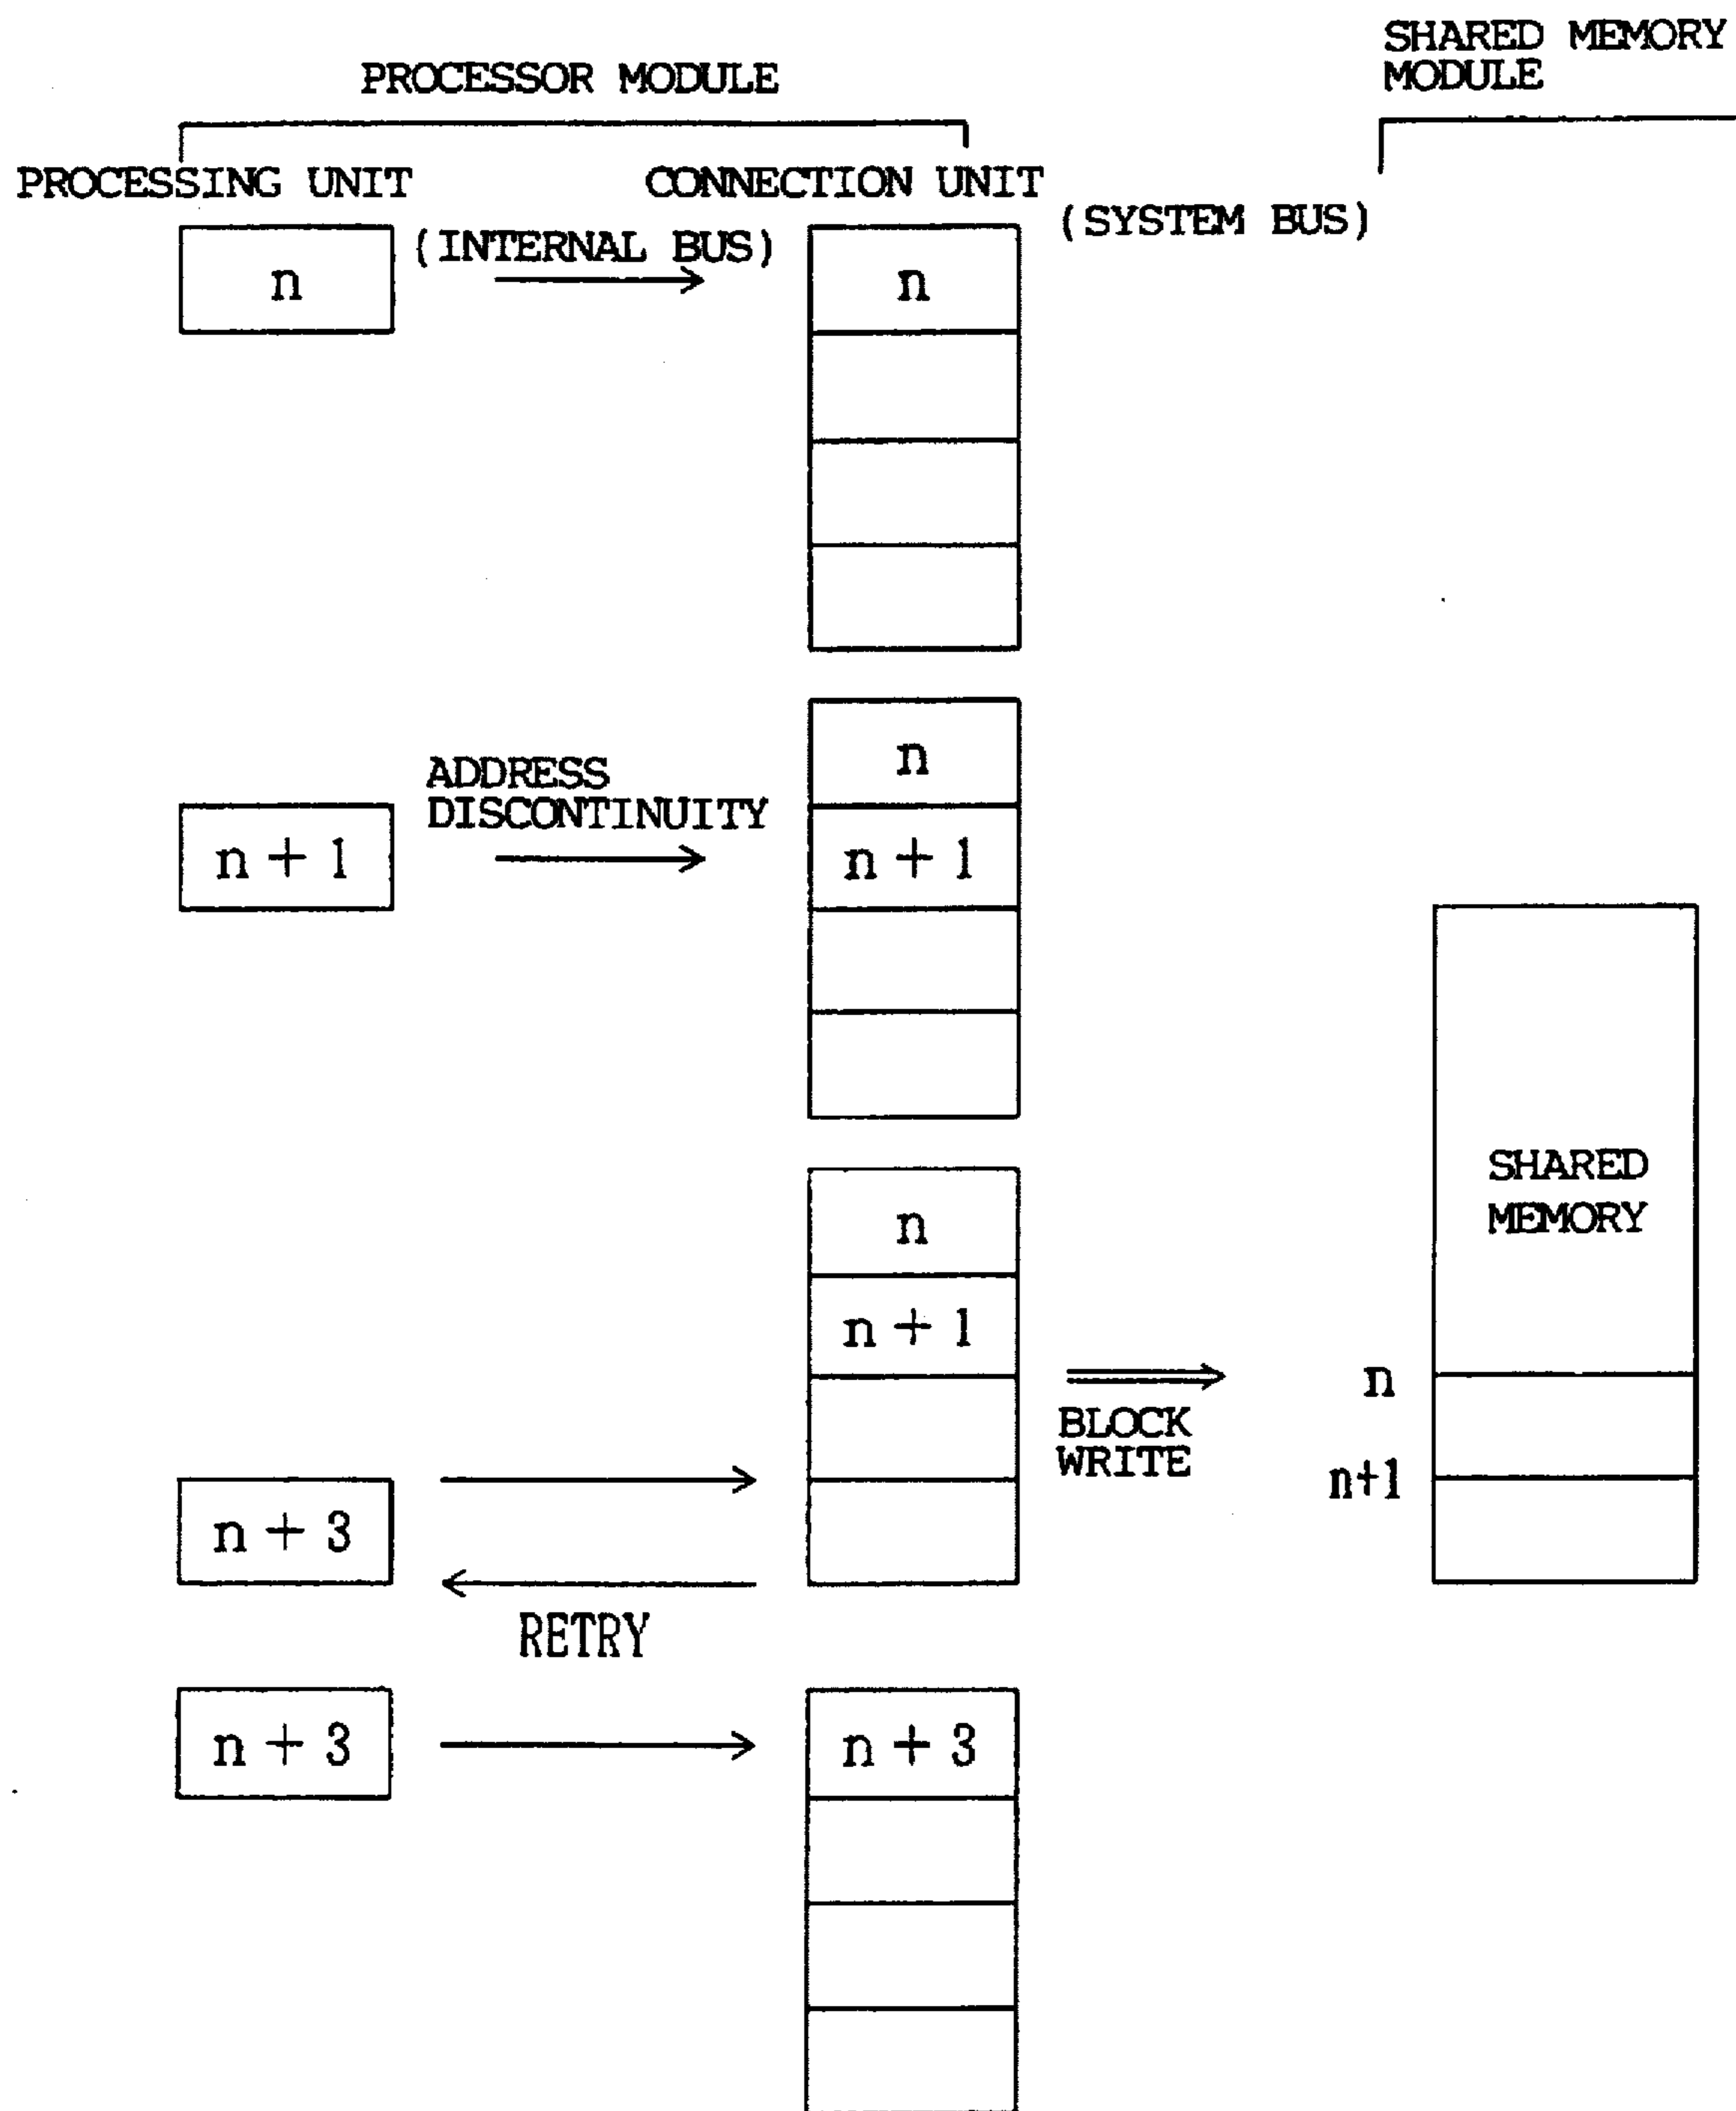 SHARED MEMORY
MODULE
PROCESSOR MODULE
PROCESSING UNIT
CONNECTION UNIT
(INTERNAL BUS)
(SYSTEM BUS)
n
n
n
ADDRESS
DISCONTINUITY
n + 1
n + 1
n
n + 1
SHARED
MEMORY
BLOCK
WRITE
n
n+1
n + 3
RETRY
n + 3
n + 3